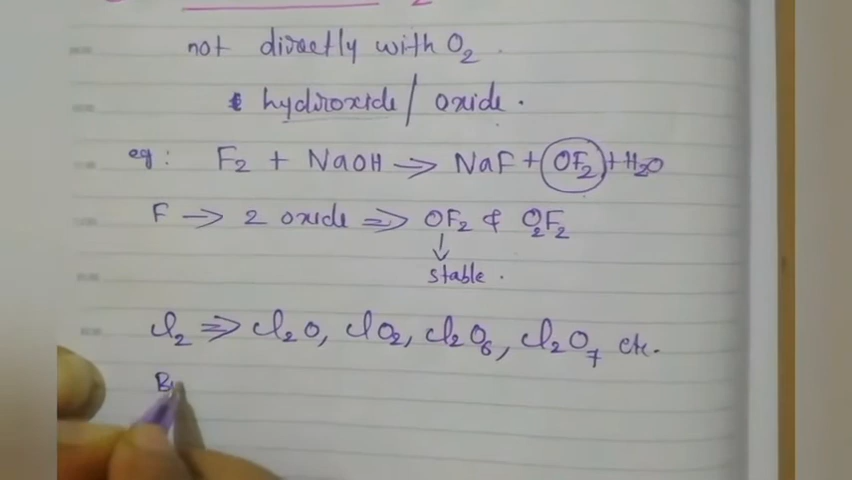 not directly with O₂.
hydroxide / oxide.
eg: F₂ + NaOH → NaF + OF₂ + H₂O
F → 2 oxide ⇒ OF₂ & O₂F₂
↓
stable.
Cl₂ ⇒ Cl₂O, ClO₂, Cl₂O₆, Cl₂O₇ etc.
B